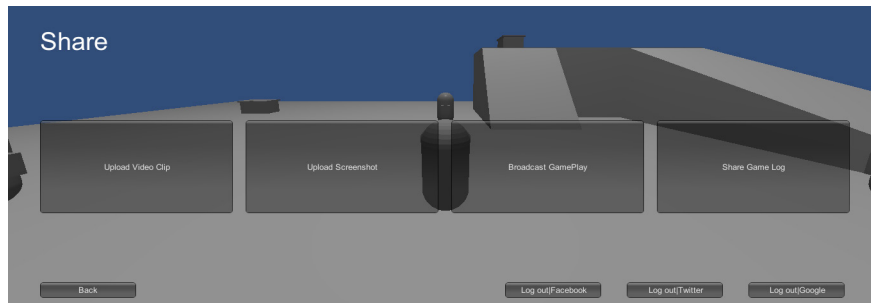 Share
Upload Video Clip
Upload Screenshot
Broadcast GamePlay
Share Game Log
Back
Log out|Facebook
Log out|Twitter
Log out|Google